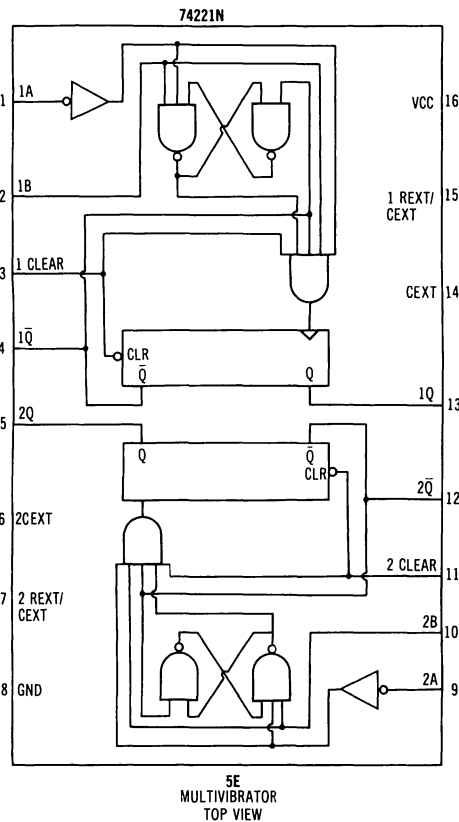 74221N
1 1A
VCC 16
2 1B
1 REXT/ 15
CEXT
3 1 CLEAR
CEXT 14
4 1Q̅
CLR
Q̅ Q
1Q 13
5 2Q
Q Q̅
CLR
2Q̅ 12
6 2CEXT
2 CLEAR 11
7 2 REXT/
CEXT
2B 10
8 GND
2A 9
5E
MULTIVIBRATOR
TOP VIEW